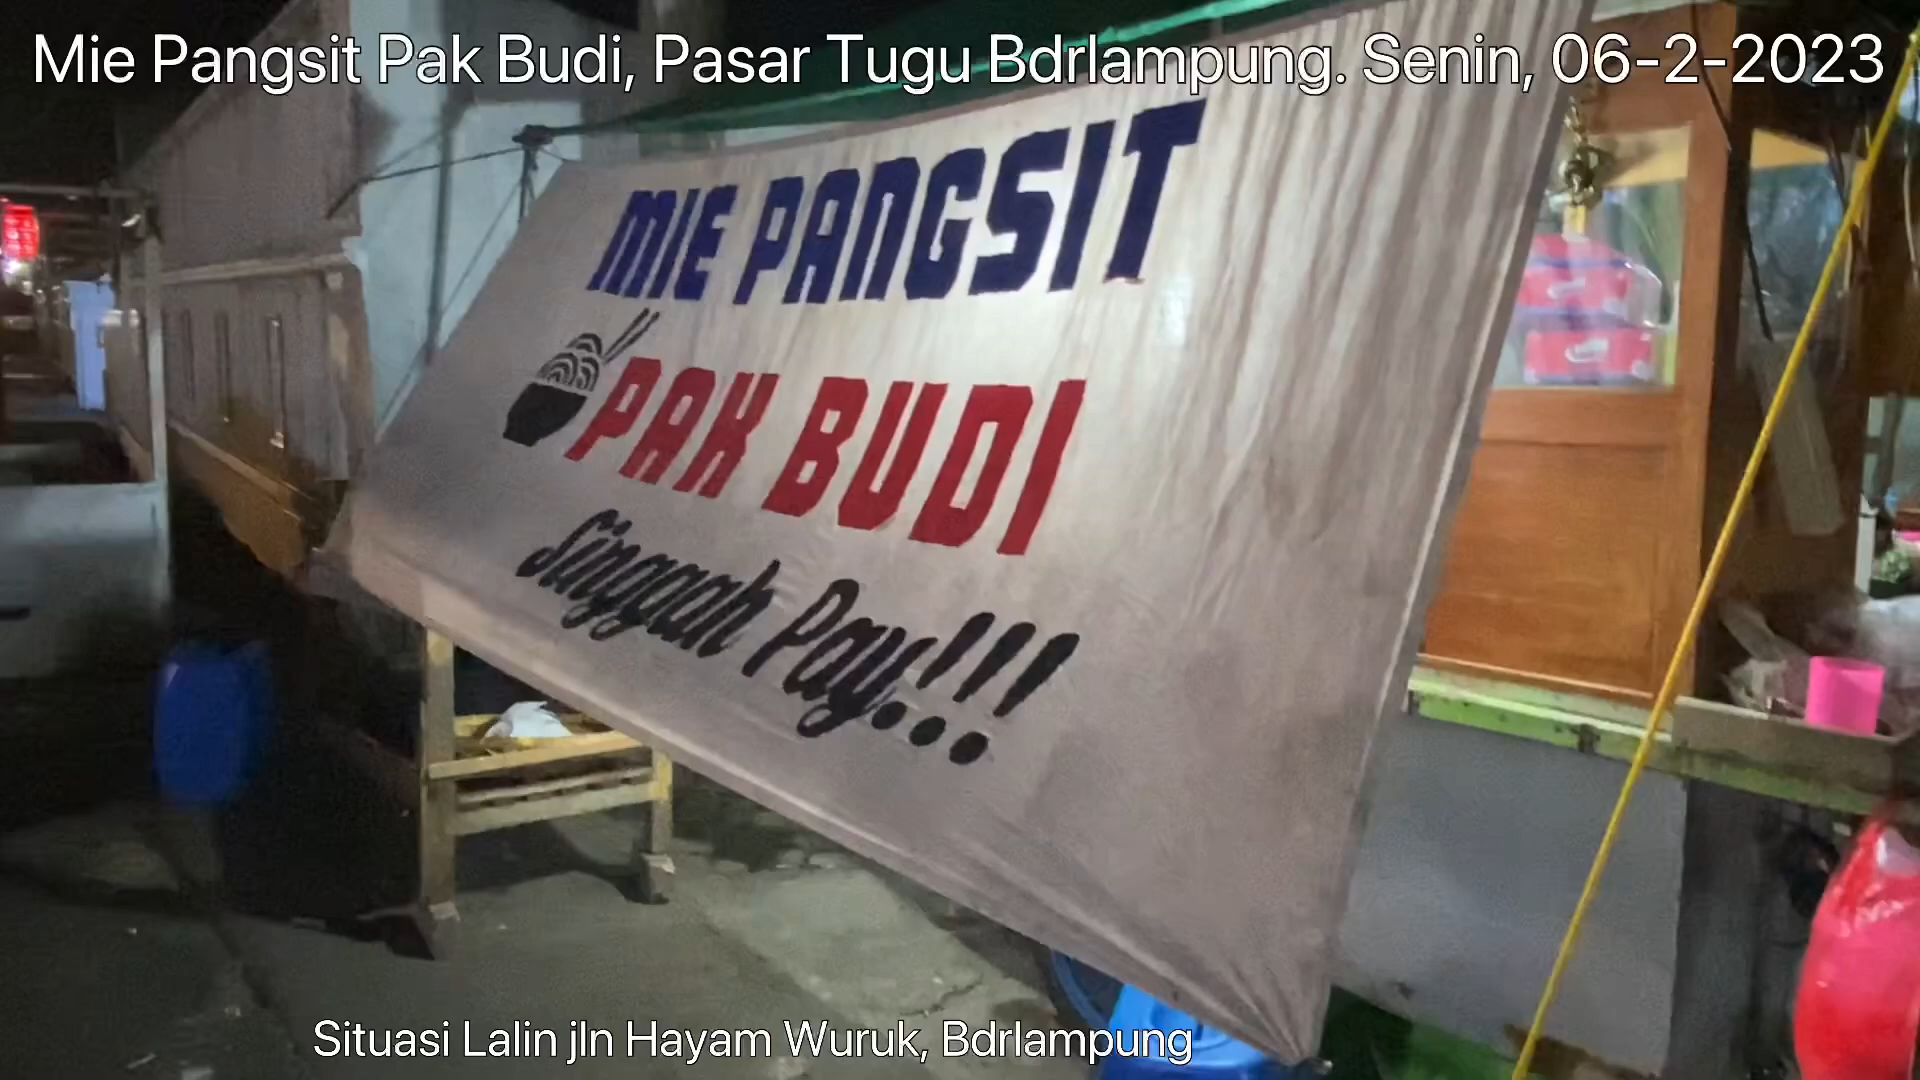 Mie Pangsit Pak Budi, Pasar Tugu Bdrlampung. Senin, 06-2-2023
MIE PANGSIT
PAK BUDI
Singgah Pay!!!
Situasi Lalin jln Hayam Wuruk, Bdrlampung